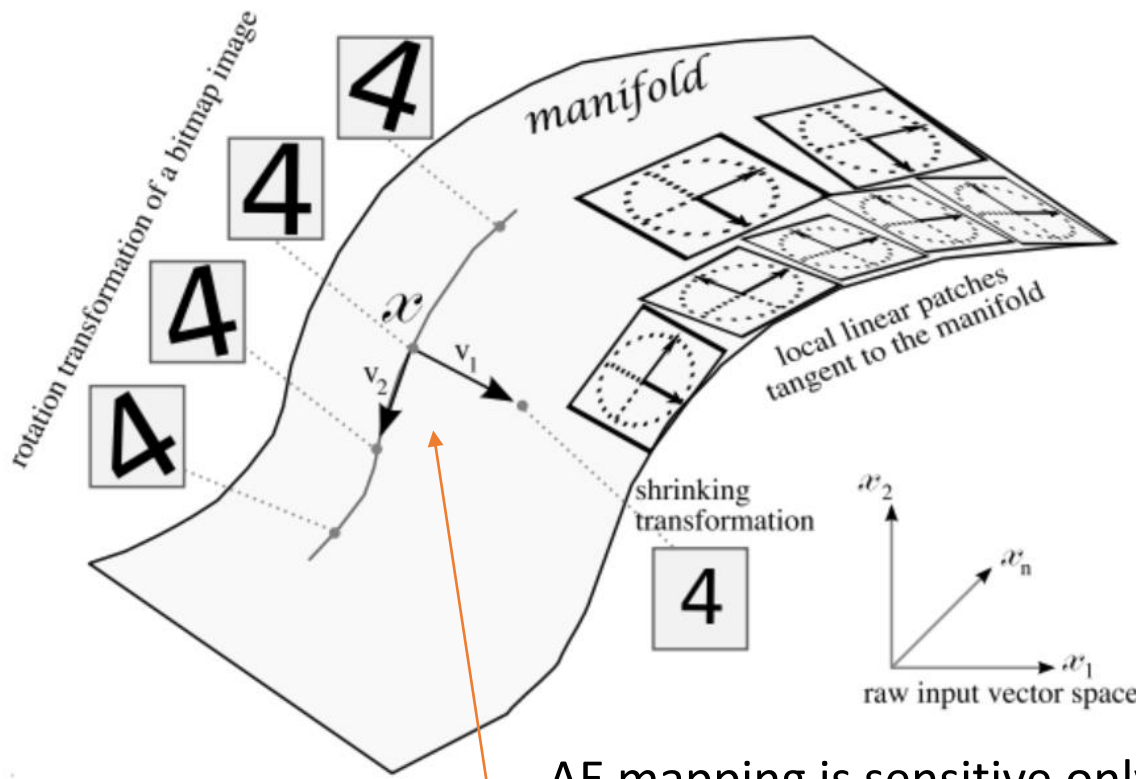 rotation transformation of a bitmap image
4
4
4
4
manifold
x
v1
v2
local linear patches
tangent to the manifold
shrinking
transformation
4
x2
xn
x1
raw input vector space
AE mapping is sensitive only